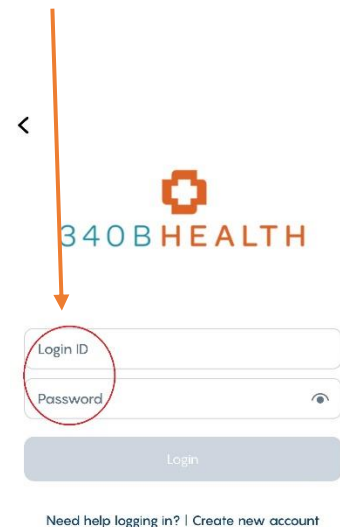 340BHEALTH
Login ID
Password
Login
Need help logging in? | Create new account